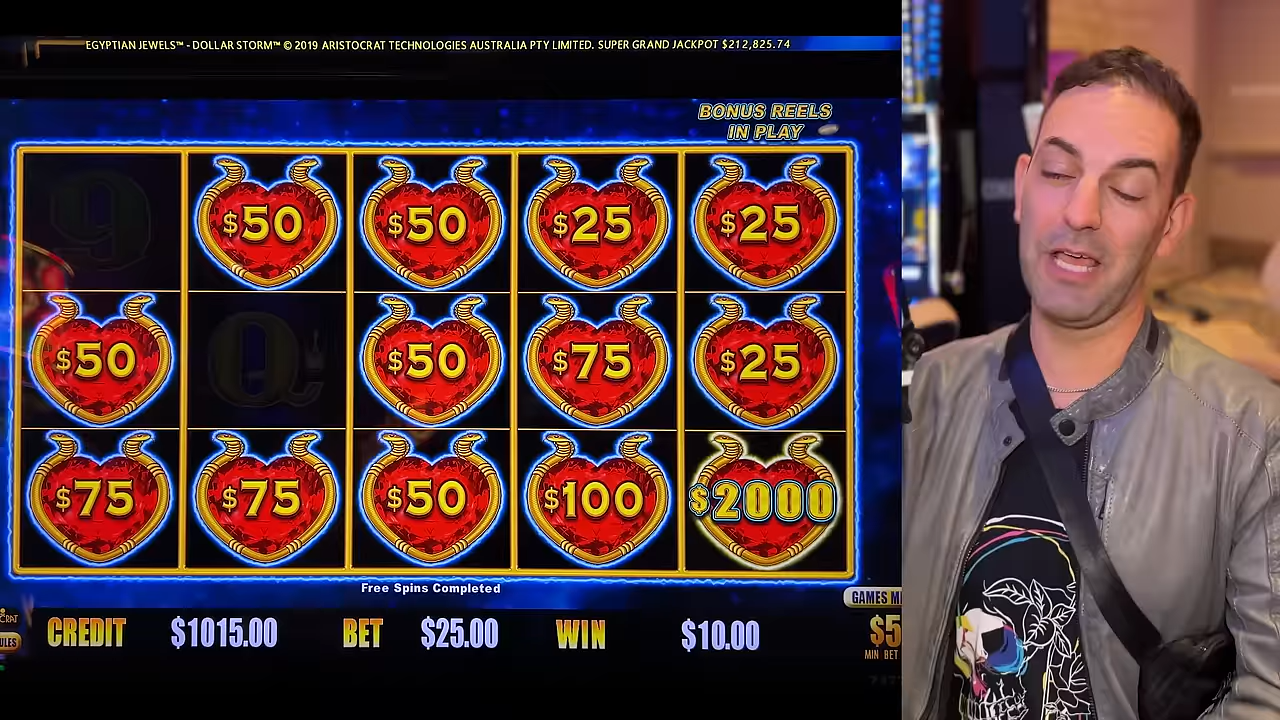 EGYPTIAN JEWELS™ - DOLLAR STORM™ © 2019 ARISTOCRAT TECHNOLOGIES AUSTRALIA PTY LIMITED. SUPER GRAND JACKPOT $212,825.74
BONUS REELS
IN PLAY
9 $50 $50 $25 $25
$50 Q $50 $75 $25
$75 $75 $50 $100 $2000
Free Spins Completed
GAMES
CREDIT $1015.00 BET $25.00 WIN $10.00 $5
MIN BET